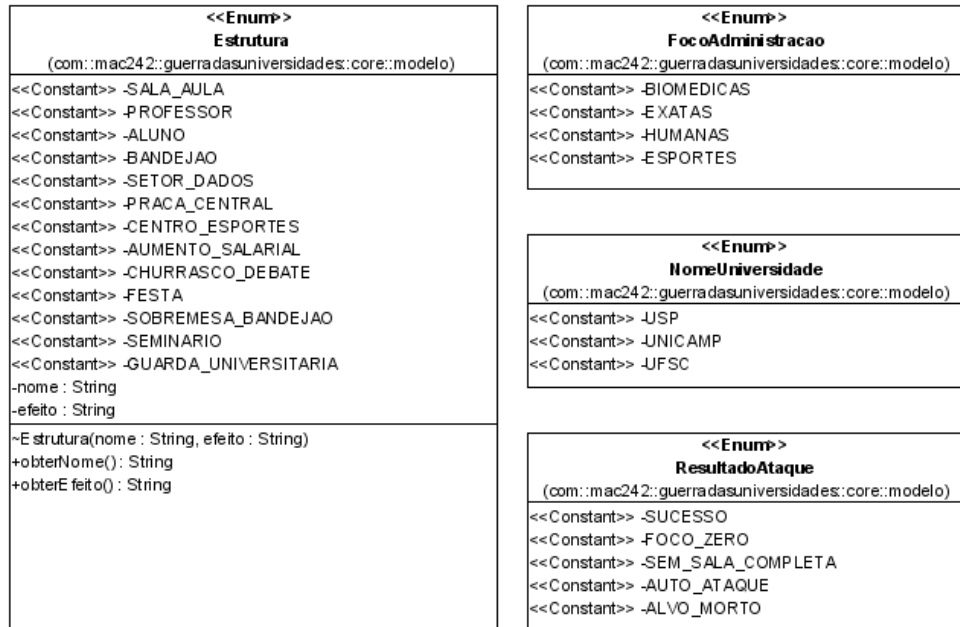 <<Enum>>
Estrutura
(com::mac242::guerradasuniversidades::core::modelo)
<<Constant>> -SALA_AULA
<<Constant>> -PROFESSOR
<<Constant>> -ALUNO
<<Constant>> -BANDEJAO
<<Constant>> -SETOR_DADOS
<<Constant>> -PRACA_CENTRAL
<<Constant>> -CENTRO_ESPORTES
<<Constant>> -AUMENTO_SALARIAL
<<Constant>> -CHURRASCO_DEBATE
<<Constant>> -FESTA
<<Constant>> -SOBREMESA_BANDEJAO
<<Constant>> -SEMINARIO
<<Constant>> -GUARDA_UNIVERSITARIA
-nome : String
-efeito : String
~Estrutura(nome : String, efeito : String)
+obterNome() : String
+obterEfeito() : String
<<Enum>>
FocoAdministracao
(com::mac242::guerradasuniversidades::core::modelo)
<<Constant>> -BIOMEDICAS
<<Constant>> -EXATAS
<<Constant>> -HUMANAS
<<Constant>> -ESPORTES
<<Enum>>
NomeUniversidade
(com::mac242::guerradasuniversidades::core::modelo)
<<Constant>> -USP
<<Constant>> -UNICAMP
<<Constant>> -UFSC
<<Enum>>
ResultadoAtaque
(com::mac242::guerradasuniversidades::core::modelo)
<<Constant>> -SUCESSO
<<Constant>> -FOCO_ZERO
<<Constant>> -SEM_SALA_COMPLETA
<<Constant>> -AUTO_ATAQUE
<<Constant>> -ALVO_MORTO